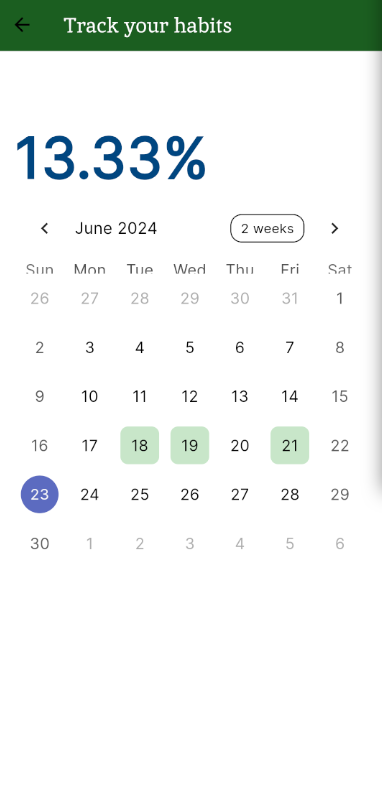 Track your habits
13.33%
June 2024 2 weeks
Sun Mon Tue Wed Thu Fri Sat
26 27 28 29 30 31 1
2 3 4 5 6 7 8
9 10 11 12 13 14 15
16 17 18 19 20 21 22
23 24 25 26 27 28 29
30 1 2 3 4 5 6